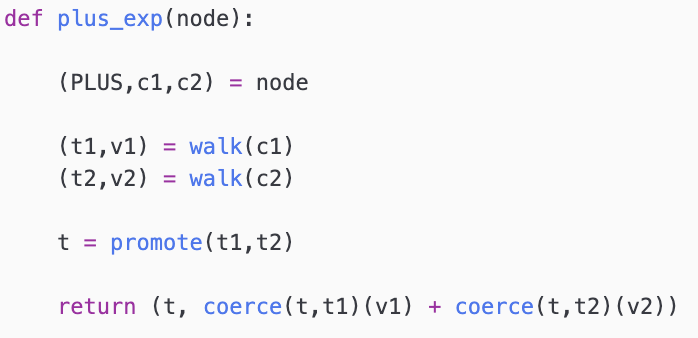 def plus_exp(node):
    (PLUS,c1,c2) = node
    (t1,v1) = walk(c1)
    (t2,v2) = walk(c2)
    t = promote(t1,t2)
    return (t, coerce(t,t1)(v1) + coerce(t,t2)(v2))